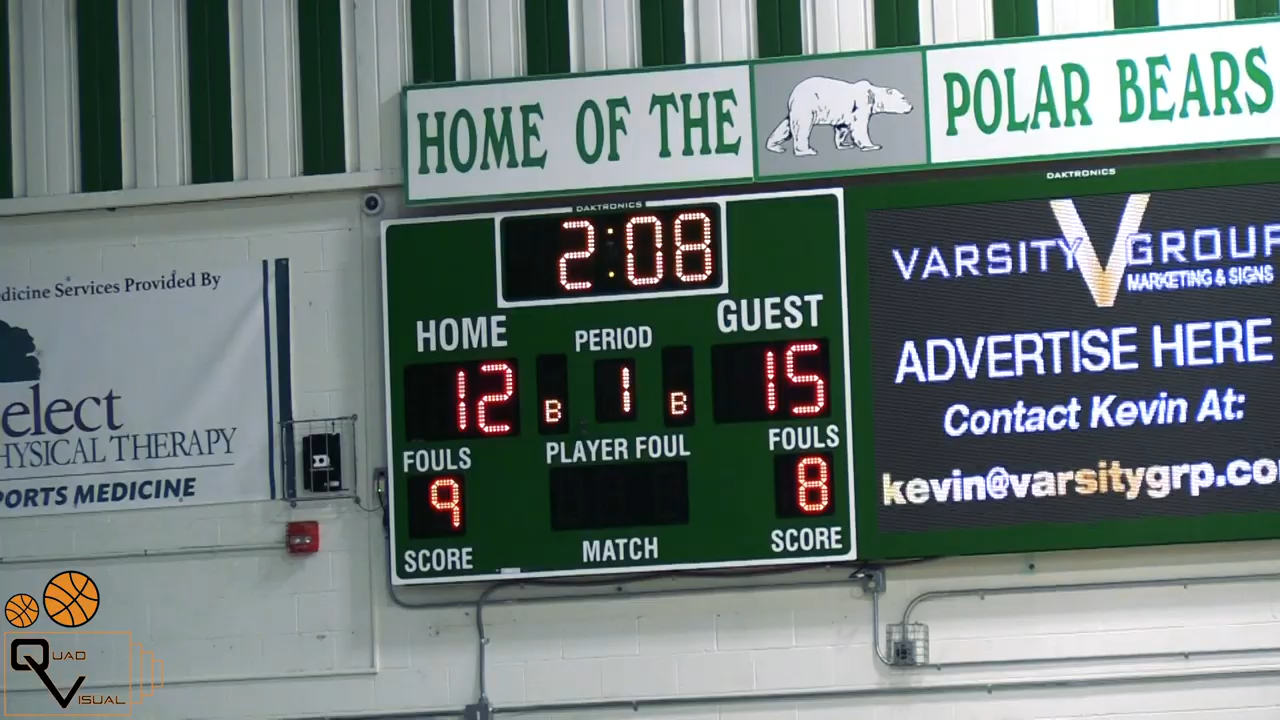 HOME OF THE
POLAR BEARS
DAKTRONICS
DAKTRONICS
2:08
HOME
PERIOD
GUEST
12
B
1
B
15
FOULS
PLAYER FOUL
FOULS
9
8
SCORE
MATCH
SCORE
VARSITY V GROUP
MARKETING & SIGNS
ADVERTISE HERE
Contact Kevin At:
kevin@varsitygrp.co
edicine Services Provided By
elect
HYSICAL THERAPY
PORTS MEDICINE
D
QUAD
VISUAL